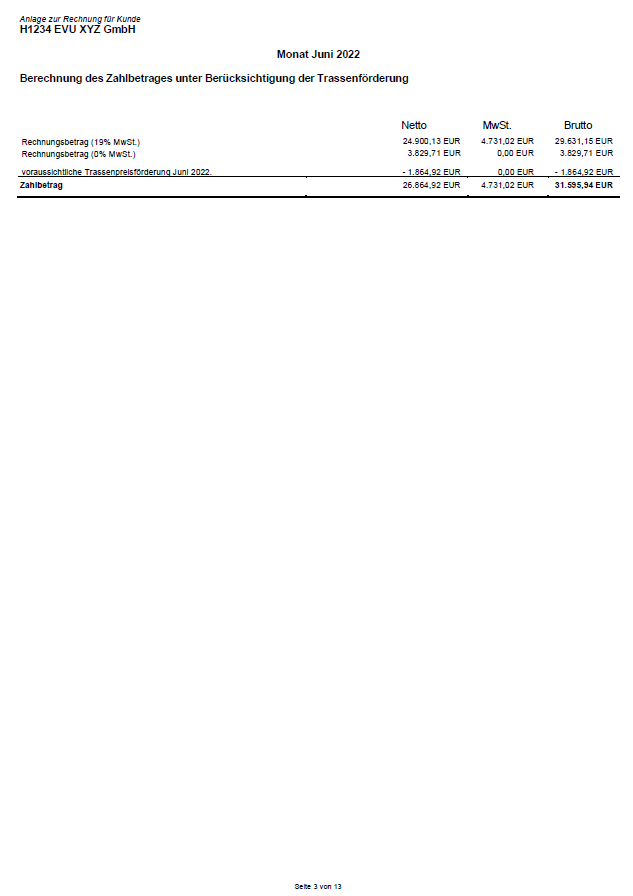 Anlage zur Rechnung für Kunde
H1234 EVU XYZ GmbH
Monat Juni 2022
Berechnung des Zahlbetrages unter Berücksichtigung der Trassenförderung
Netto MwSt. Brutto
Rechnungsbetrag (19% MwSt.) 24.900,13 EUR 4.731,02 EUR 29.631,15 EUR
Rechnungsbetrag (0% MwSt.) 3.829,71 EUR 0,00 EUR 3.829,71 EUR
voraussichtliche Trassenpreisförderung Juni 2022. - 1.864,92 EUR 0,00 EUR - 1.864,92 EUR
Zahlbetrag 26.864,92 EUR 4.731,02 EUR 31.595,94 EUR
Seite 3 von 13